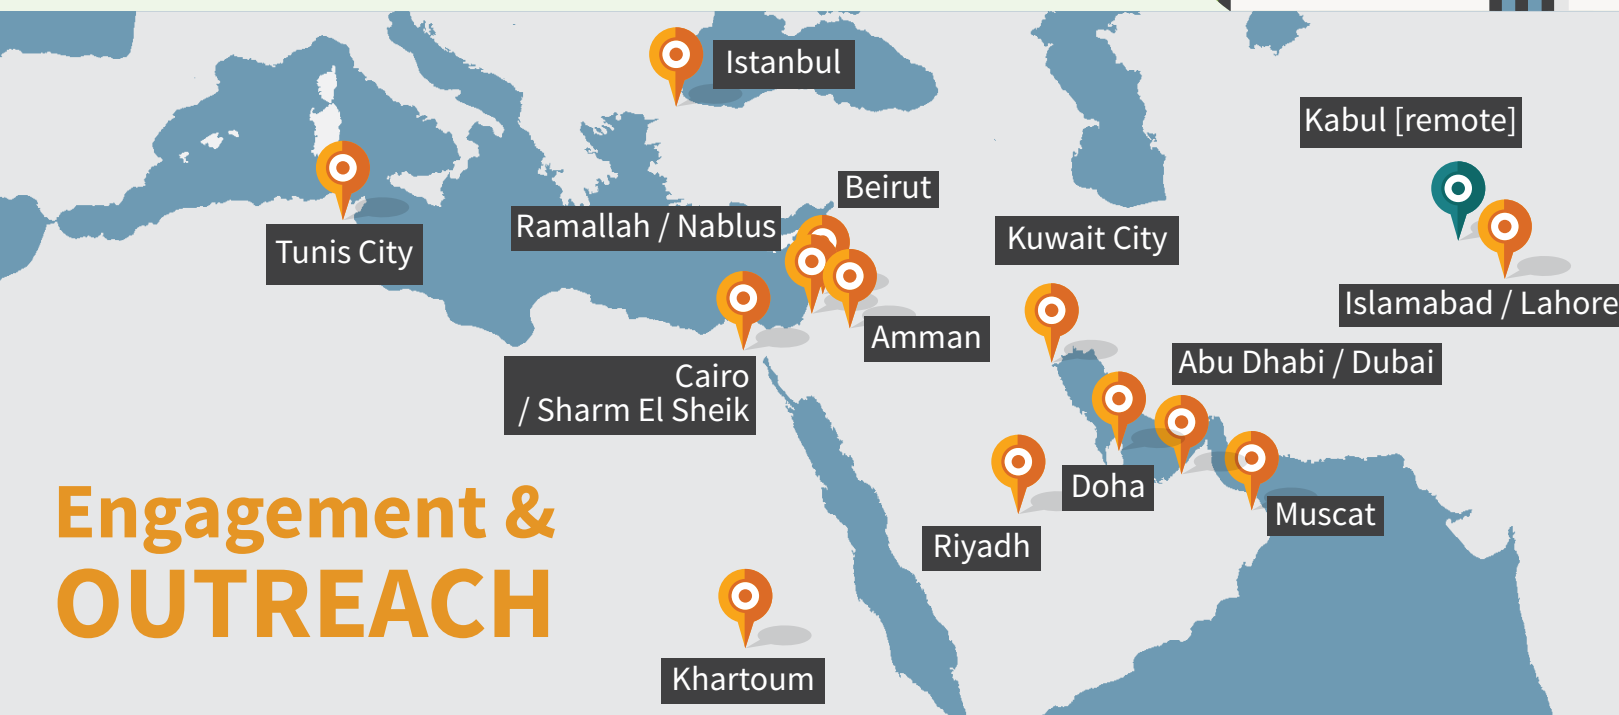 Istanbul
Kabul [remote]
Beirut
Ramallah / Nablus
Kuwait City
Tunis City
Islamabad / Lahore
Amman
Abu Dhabi / Dubai
Cairo
/ Sharm El Sheik
Doha
Muscat
Riyadh
Engagement &
OUTREACH
Khartoum